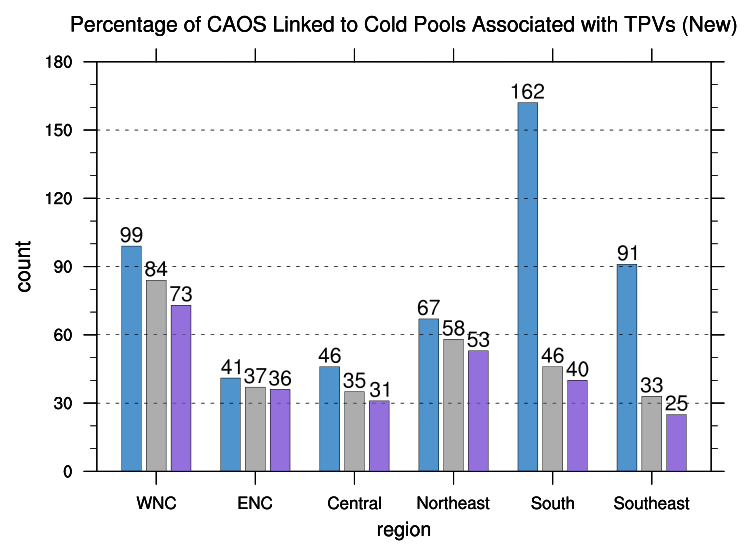 Percentage of CAOS Linked to Cold Pools Associated with TPVs (New)
180
150
120
90
60
30
0
count
99
84
73
41
37
36
46
35
31
67
58
53
162
46
40
91
33
25
WNC
ENC
Central
Northeast
South
Southeast
region